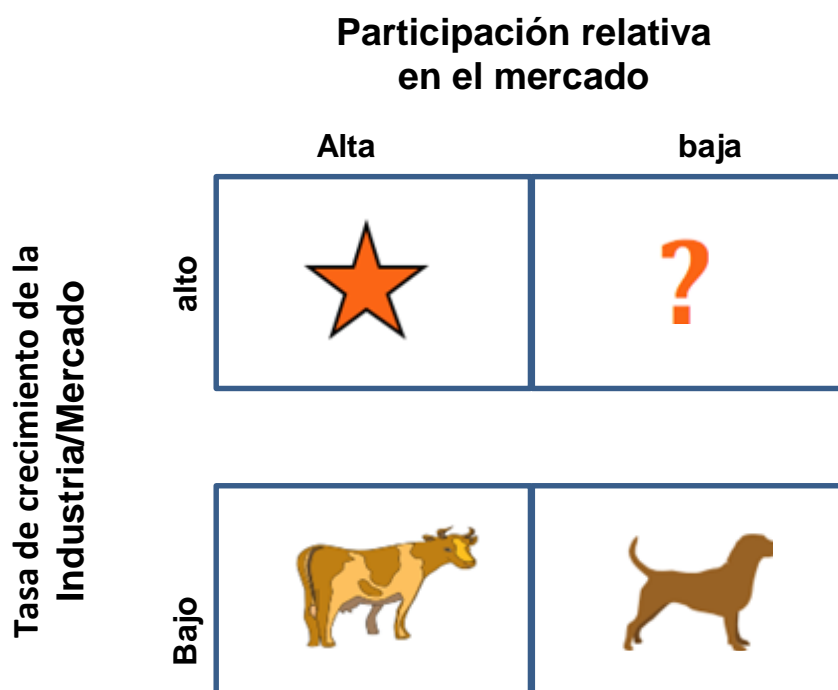 Participación relativa
en el mercado
Alta
baja
Tasa de crecimiento de la
Industria/Mercado
alto
?
Bajo